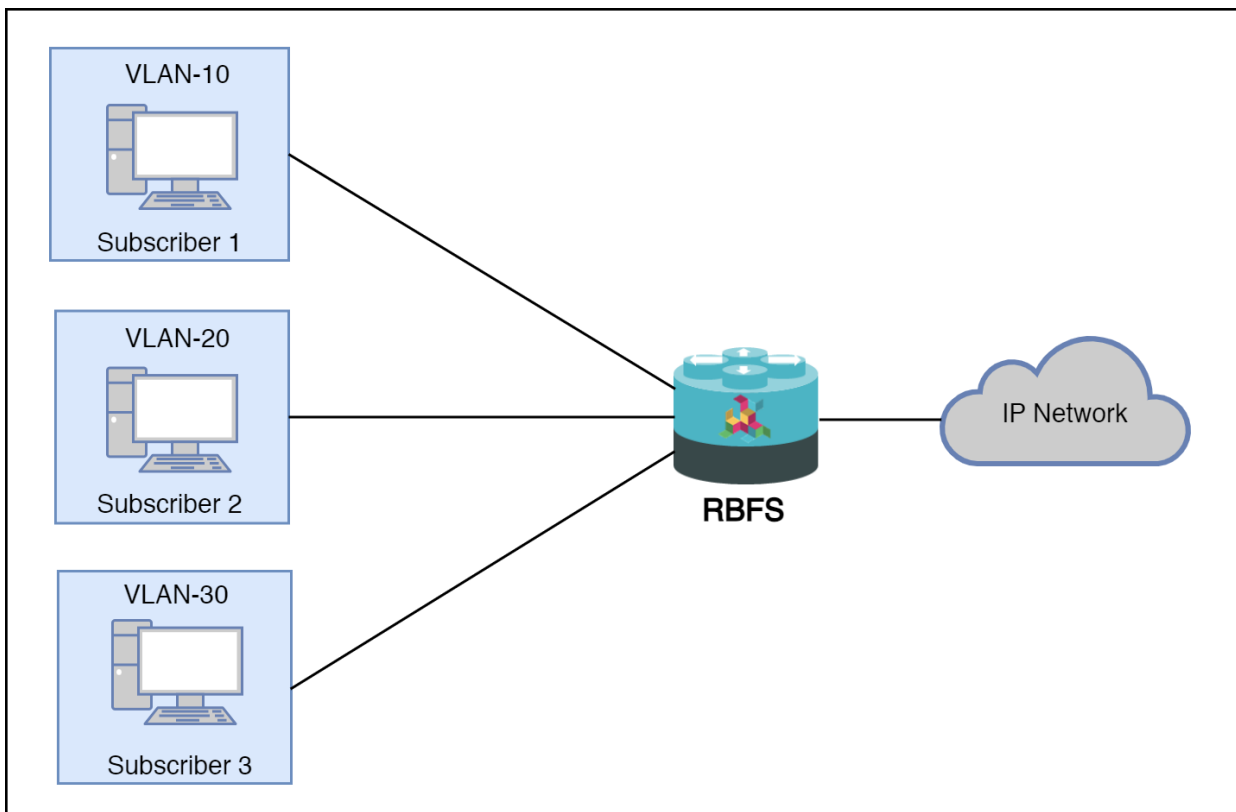 VLAN-10
Subscriber 1
VLAN-20
Subscriber 2
VLAN-30
Subscriber 3
RBFS
IP Network